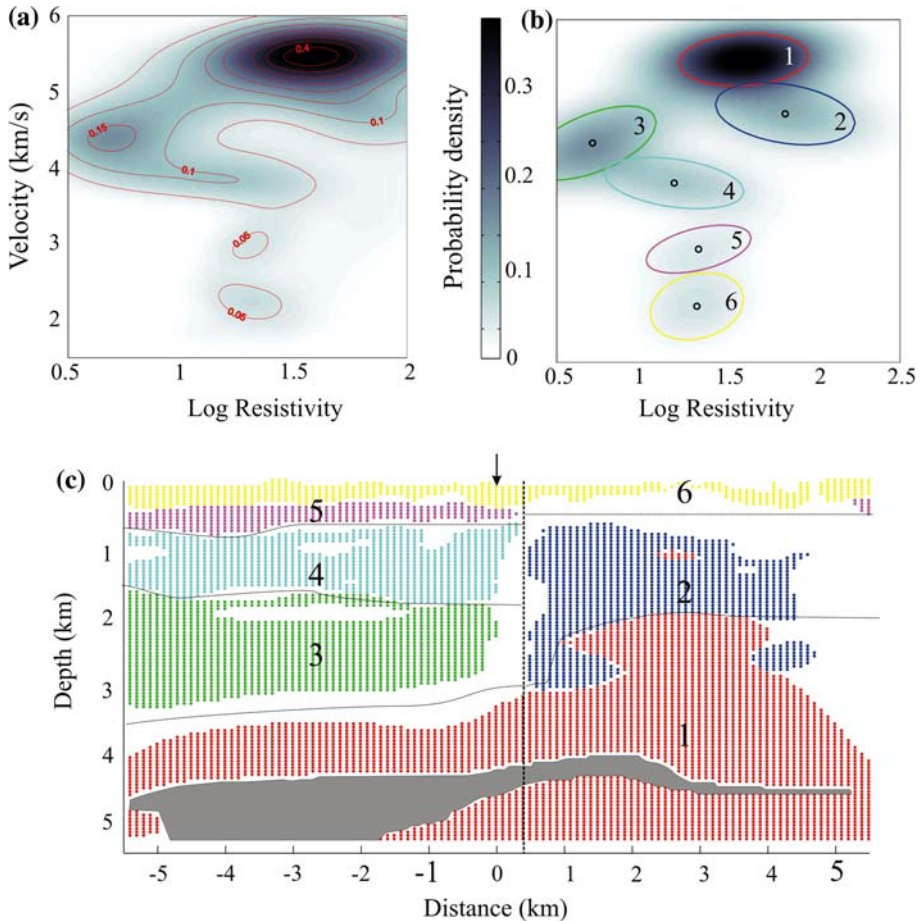 (a)
6
5
4
3
2
Velocity (km/s)
0.4
0.1
0.15
0.1
0.05
0.05
0.5 1 1.5 2
Log Resistivity
0.3
0.2
0.1
0
Probability density
(b)
1
2
3
4
5
6
0.5 1 1.5 2 2.5
Log Resistivity
(c)
0
1
2
3
4
5
Depth (km)
6
5
4
2
3
1
-5 -4 -3 -2 -1 0 1 2 3 4 5
Distance (km)